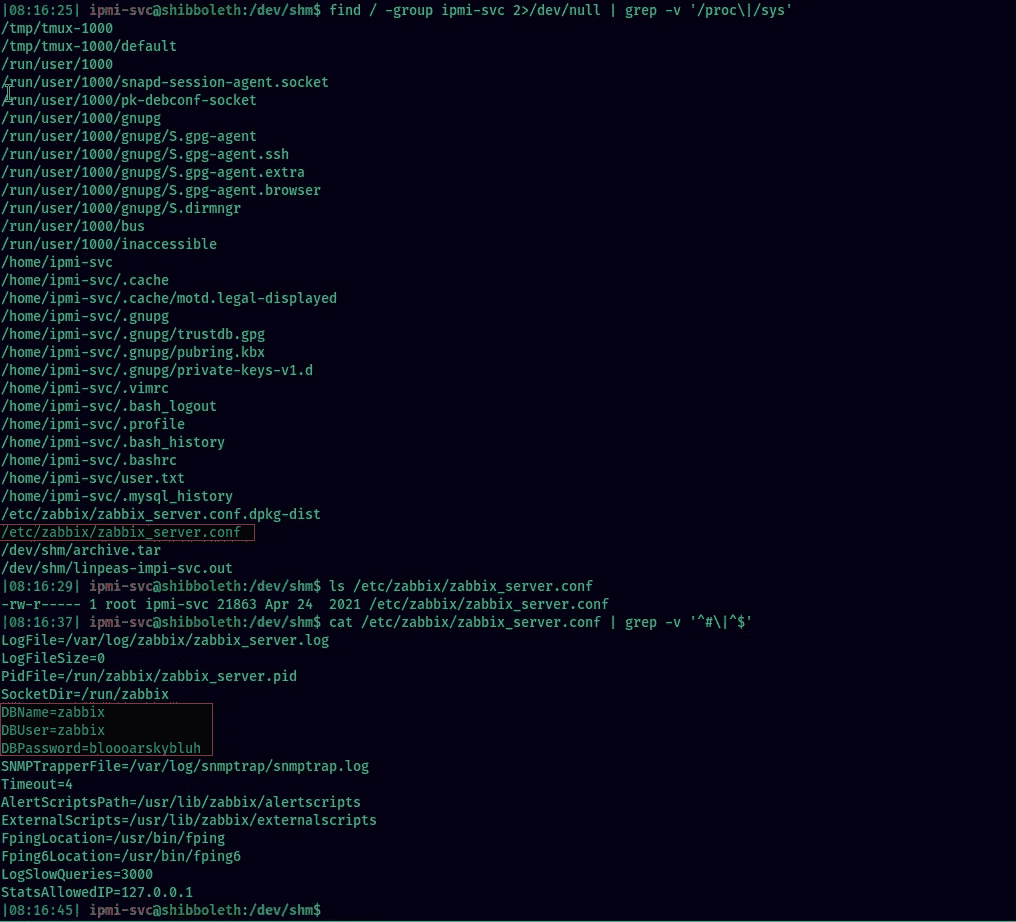 |08:16:25| ipmi-svc@shibboleth:/dev/shm$ find / -group ipmi-svc 2>/dev/null | grep -v '/proc\|/sys'
/tmp/tmux-1000
/tmp/tmux-1000/default
/run/user/1000
/run/user/1000/snapd-session-agent.socket
/run/user/1000/pk-debconf-socket
/run/user/1000/gnupg
/run/user/1000/gnupg/S.gpg-agent
/run/user/1000/gnupg/S.gpg-agent.ssh
/run/user/1000/gnupg/S.gpg-agent.extra
/run/user/1000/gnupg/S.gpg-agent.browser
/run/user/1000/gnupg/S.dirmngr
/run/user/1000/bus
/run/user/1000/inaccessible
/home/ipmi-svc
/home/ipmi-svc/.cache
/home/ipmi-svc/.cache/motd.legal-displayed
/home/ipmi-svc/.gnupg
/home/ipmi-svc/.gnupg/trustdb.gpg
/home/ipmi-svc/.gnupg/pubring.kbx
/home/ipmi-svc/.gnupg/private-keys-v1.d
/home/ipmi-svc/.vimrc
/home/ipmi-svc/.bash_logout
/home/ipmi-svc/.profile
/home/ipmi-svc/.bash_history
/home/ipmi-svc/.bashrc
/home/ipmi-svc/user.txt
/home/ipmi-svc/.mysql_history
/etc/zabbix/zabbix_server.conf.dpkg-dist
/etc/zabbix/zabbix_server.conf
/dev/shm/archive.tar
/dev/shm/linpeas-impi-svc.out
|08:16:29| ipmi-svc@shibboleth:/dev/shm$ ls /etc/zabbix/zabbix_server.conf
-rw-r----- 1 root ipmi-svc 21863 Apr 24  2021 /etc/zabbix/zabbix_server.conf
|08:16:37| ipmi-svc@shibboleth:/dev/shm$ cat /etc/zabbix/zabbix_server.conf | grep -v '^#\|^$'
LogFile=/var/log/zabbix/zabbix_server.log
LogFileSize=0
PidFile=/run/zabbix/zabbix_server.pid
SocketDir=/run/zabbix
DBName=zabbix
DBUser=zabbix
DBPassword=bloooarskybluh
SNMPTrapperFile=/var/log/snmptrap/snmptrap.log
Timeout=4
AlertScriptsPath=/usr/lib/zabbix/alertscripts
ExternalScripts=/usr/lib/zabbix/externalscripts
FpingLocation=/usr/bin/fping
Fping6Location=/usr/bin/fping6
LogSlowQueries=3000
StatsAllowedIP=127.0.0.1
|08:16:45| ipmi-svc@shibboleth:/dev/shm$